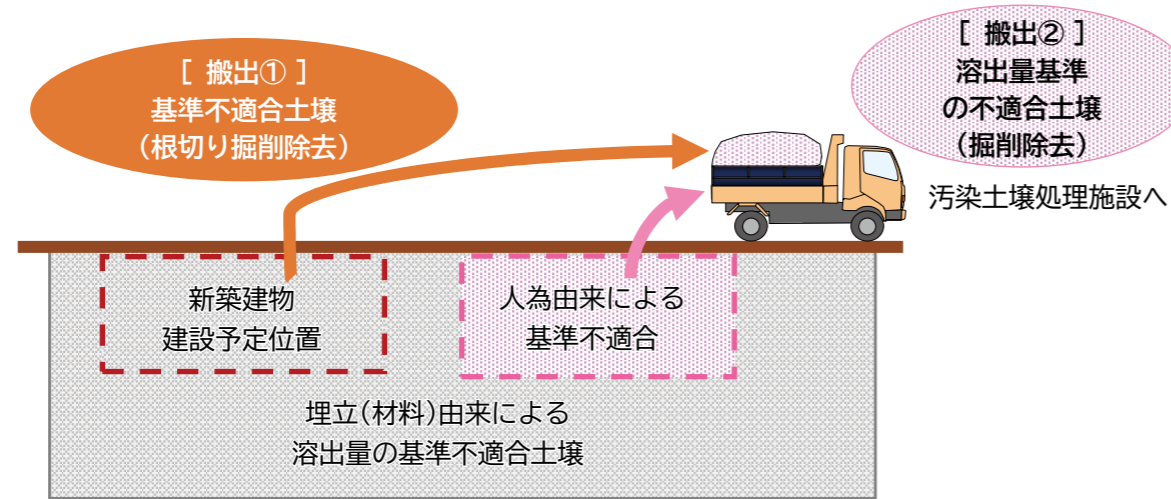 [ 搬出① ]
基準不適合土壌
(根切り掘削除去)
[ 搬出② ]
溶出量基準
の不適合土壌
(掘削除去)
汚染土壌処理施設へ
新築建物
建設予定位置
人為由来による
基準不適合
埋立(材料)由来による
溶出量の基準不適合土壌